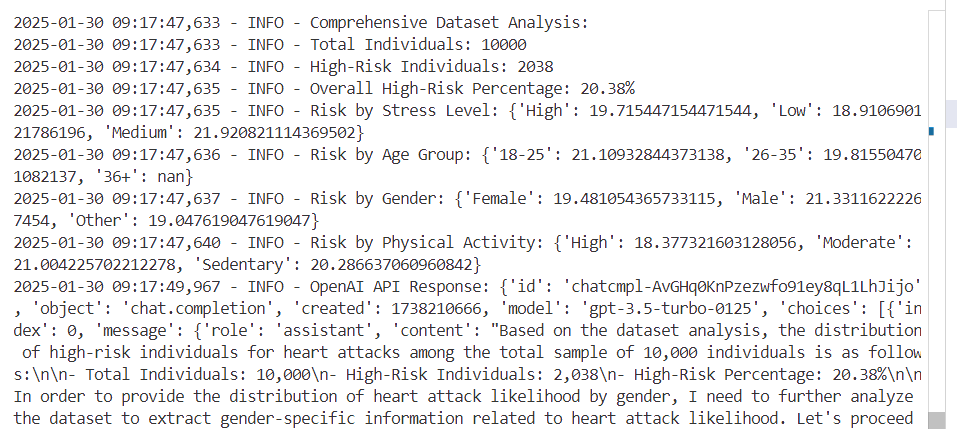 2025-01-30 09:17:47,633 - INFO - Comprehensive Dataset Analysis:
2025-01-30 09:17:47,633 - INFO - Total Individuals: 10000
2025-01-30 09:17:47,634 - INFO - High-Risk Individuals: 2038
2025-01-30 09:17:47,635 - INFO - Overall High-Risk Percentage: 20.38%
2025-01-30 09:17:47,635 - INFO - Risk by Stress Level: {'High': 19.715447154471544, 'Low': 18.9106901
21786196, 'Medium': 21.920821114369502}
2025-01-30 09:17:47,636 - INFO - Risk by Age Group: {'18-25': 21.10932844373138, '26-35': 19.81550470
1082137, '36+': nan}
2025-01-30 09:17:47,637 - INFO - Risk by Gender: {'Female': 19.481054365733115, 'Male': 21.3311622226
7454, 'Other': 19.047619047619047}
2025-01-30 09:17:47,640 - INFO - Risk by Physical Activity: {'High': 18.377321603128056, 'Moderate':
21.004225702212278, 'Sedentary': 20.286637060960842}
2025-01-30 09:17:49,967 - INFO - OpenAI API Response: {'id': 'chatcmpl-AvGHq0KnPzezwfo91ey8qL1LhJijo'
, 'object': 'chat.completion', 'created': 1738210666, 'model': 'gpt-3.5-turbo-0125', 'choices': [{'in
dex': 0, 'message': {'role': 'assistant', 'content': "Based on the dataset analysis, the distribution
of high-risk individuals for heart attacks among the total sample of 10,000 individuals is as follow
s:\n\n- Total Individuals: 10,000\n- High-Risk Individuals: 2,038\n- High-Risk Percentage: 20.38%\n\n
In order to provide the distribution of heart attack likelihood by gender, I need to further analyze
the dataset to extract gender-specific information related to heart attack likelihood. Let's proceed